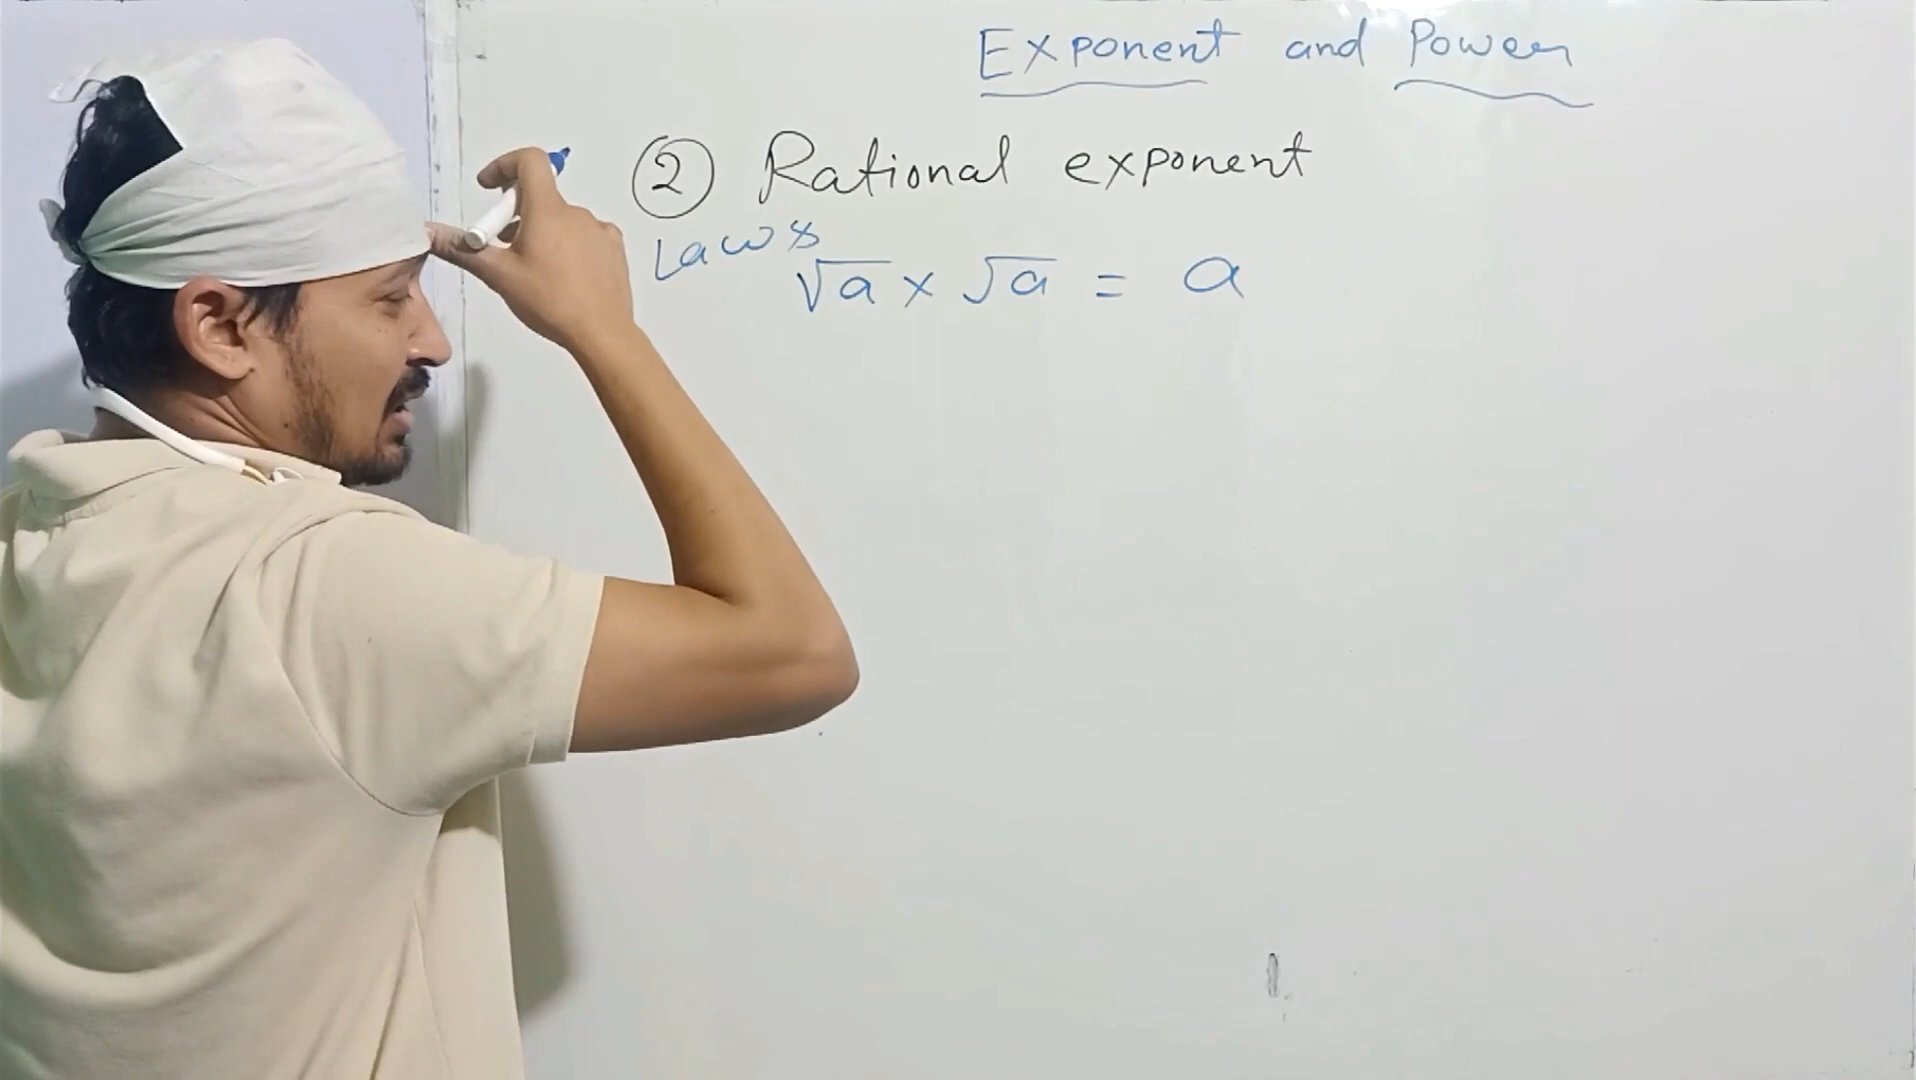 Exponent and Power
② Rational exponent
Laws
√a × √a = a